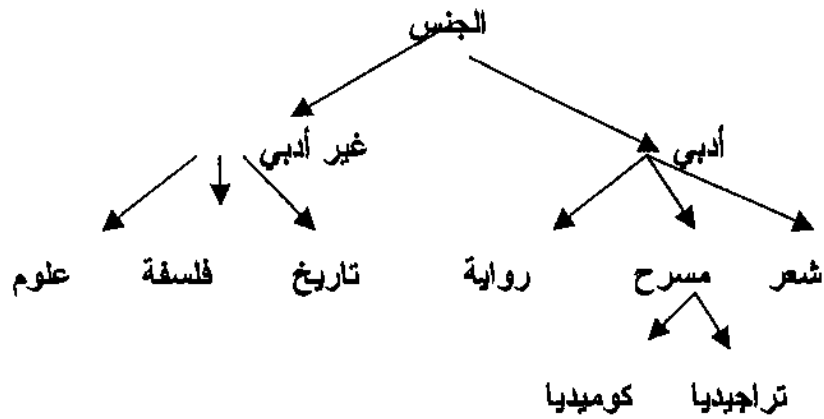 الجنس
أدبي غير أدبي
شعر مسرح رواية تاريخ فلسفة علوم
تراجيديا كوميديا